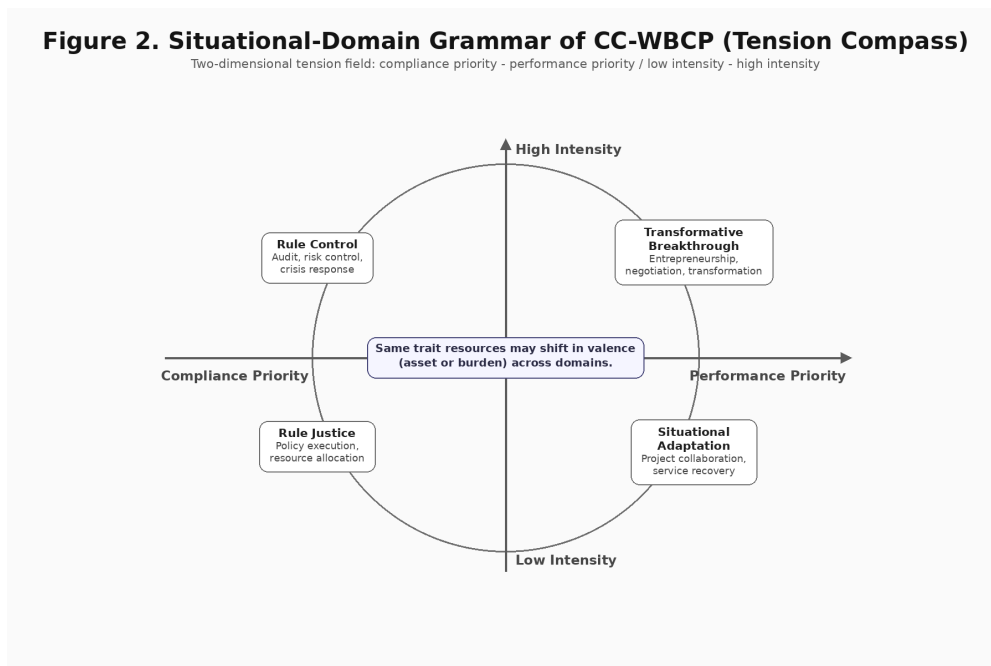 Figure 2. Situational-Domain Grammar of CC-WBCP (Tension Compass)
Two-dimensional tension field: compliance priority - performance priority / low intensity - high intensity
High Intensity
Rule Control
Audit, risk control,
crisis response
Transformative
Breakthrough
Entrepreneurship,
negotiation, transformation
Same trait resources may shift in valence
(asset or burden) across domains.
Compliance Priority
Performance Priority
Rule Justice
Policy execution,
resource allocation
Situational
Adaptation
Project collaboration,
service recovery
Low Intensity